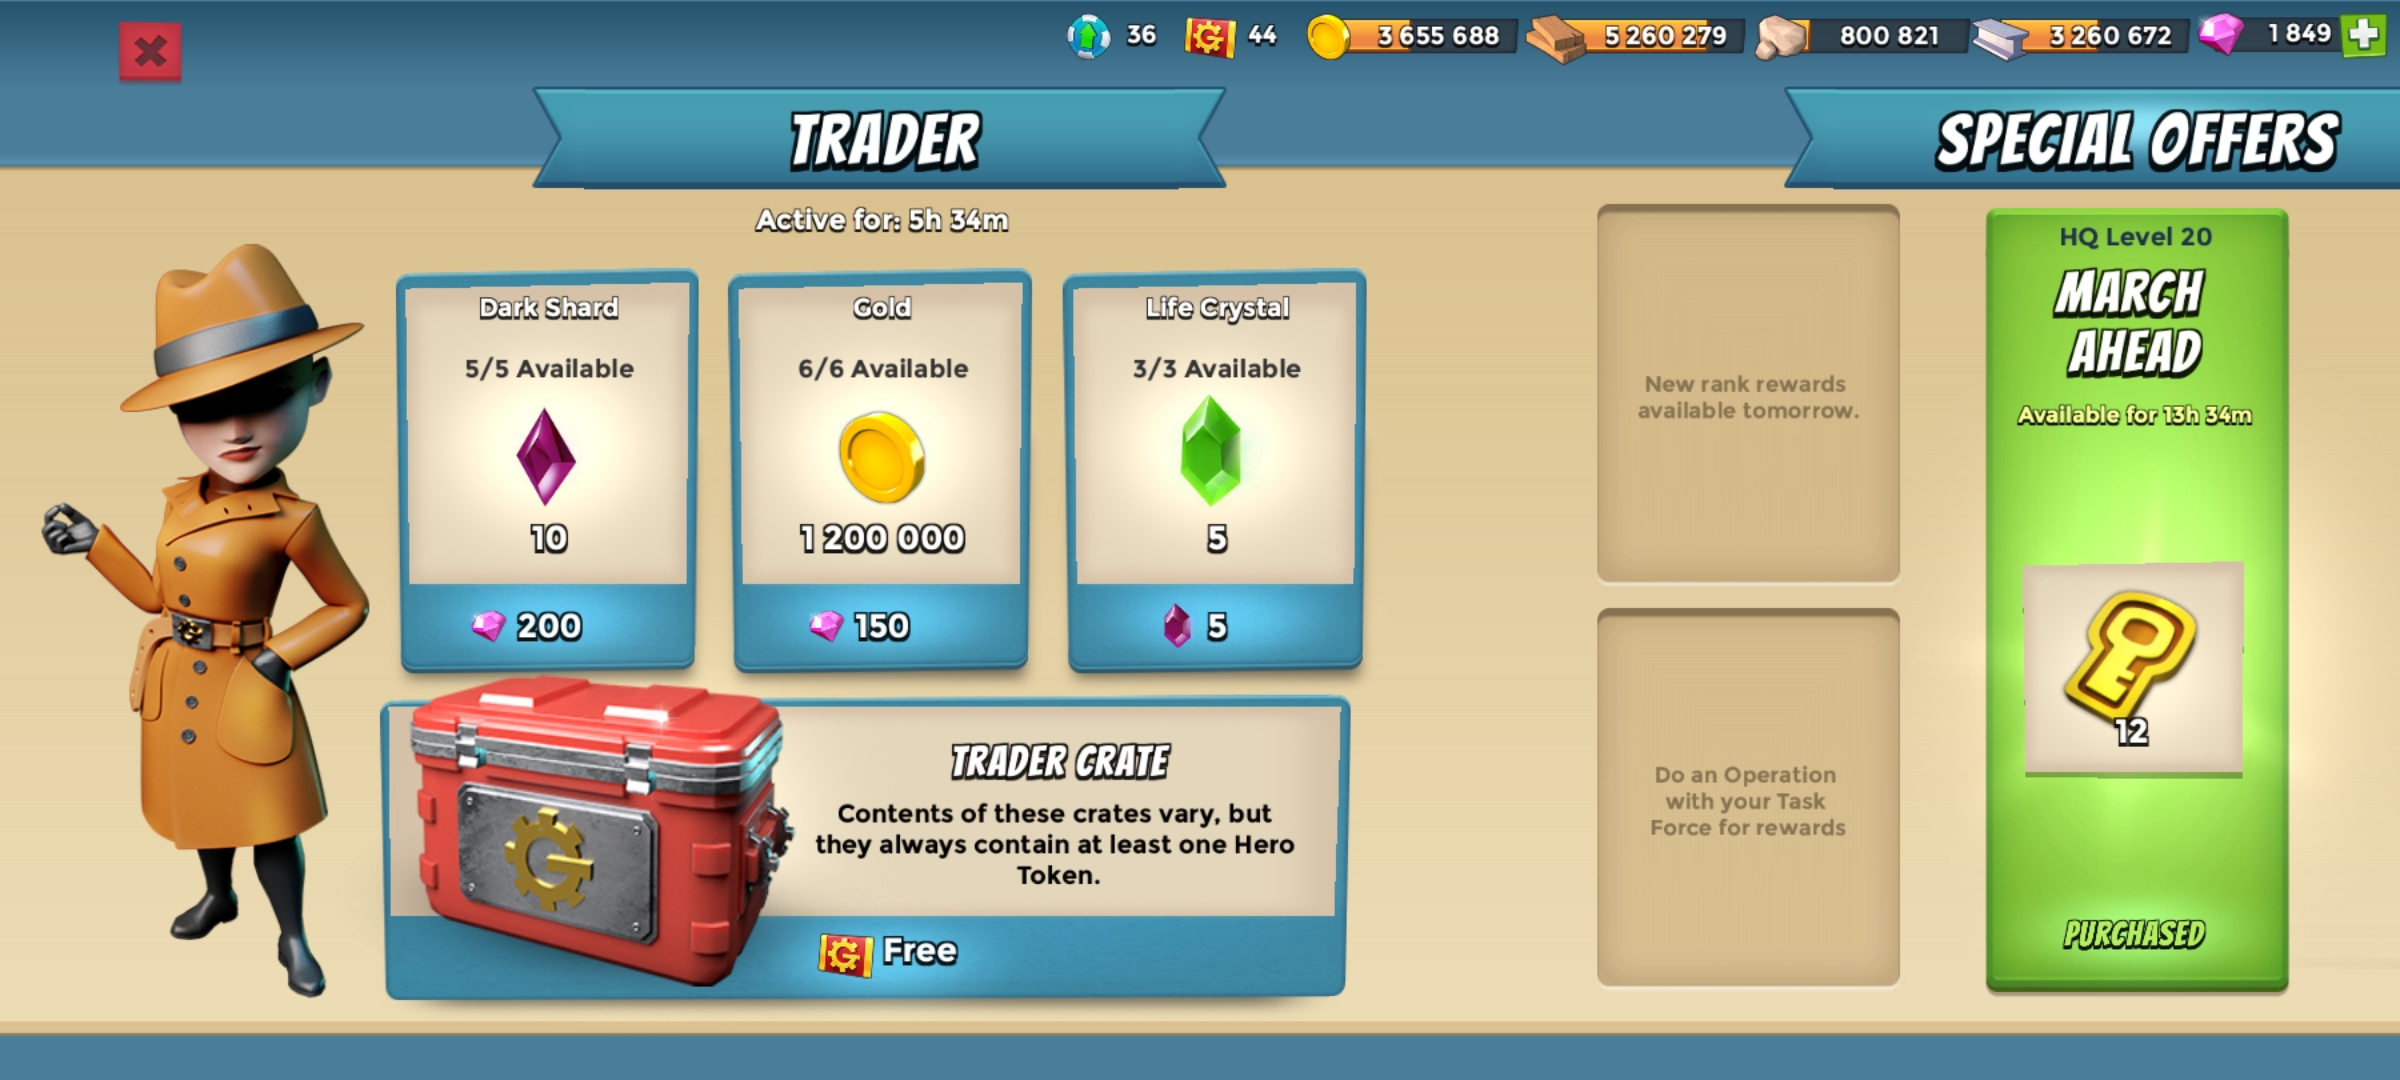 36
44
3 655 688
5 260 279
800 821
3 260 672
1 849
TRADER
SPECIAL OFFERS
Active for: 5h 34m
Dark Shard
5/5 Available
10
200
Gold
6/6 Available
1 200 000
150
Life Crystal
3/3 Available
5
5
TRADER CRATE
Contents of these crates vary, but
they always contain at least one Hero
Token.
Free
New rank rewards
available tomorrow.
Do an Operation
with your Task
Force for rewards
HQ Level 20
MARCH
AHEAD
Available for 13h 34m
12
PURCHASED